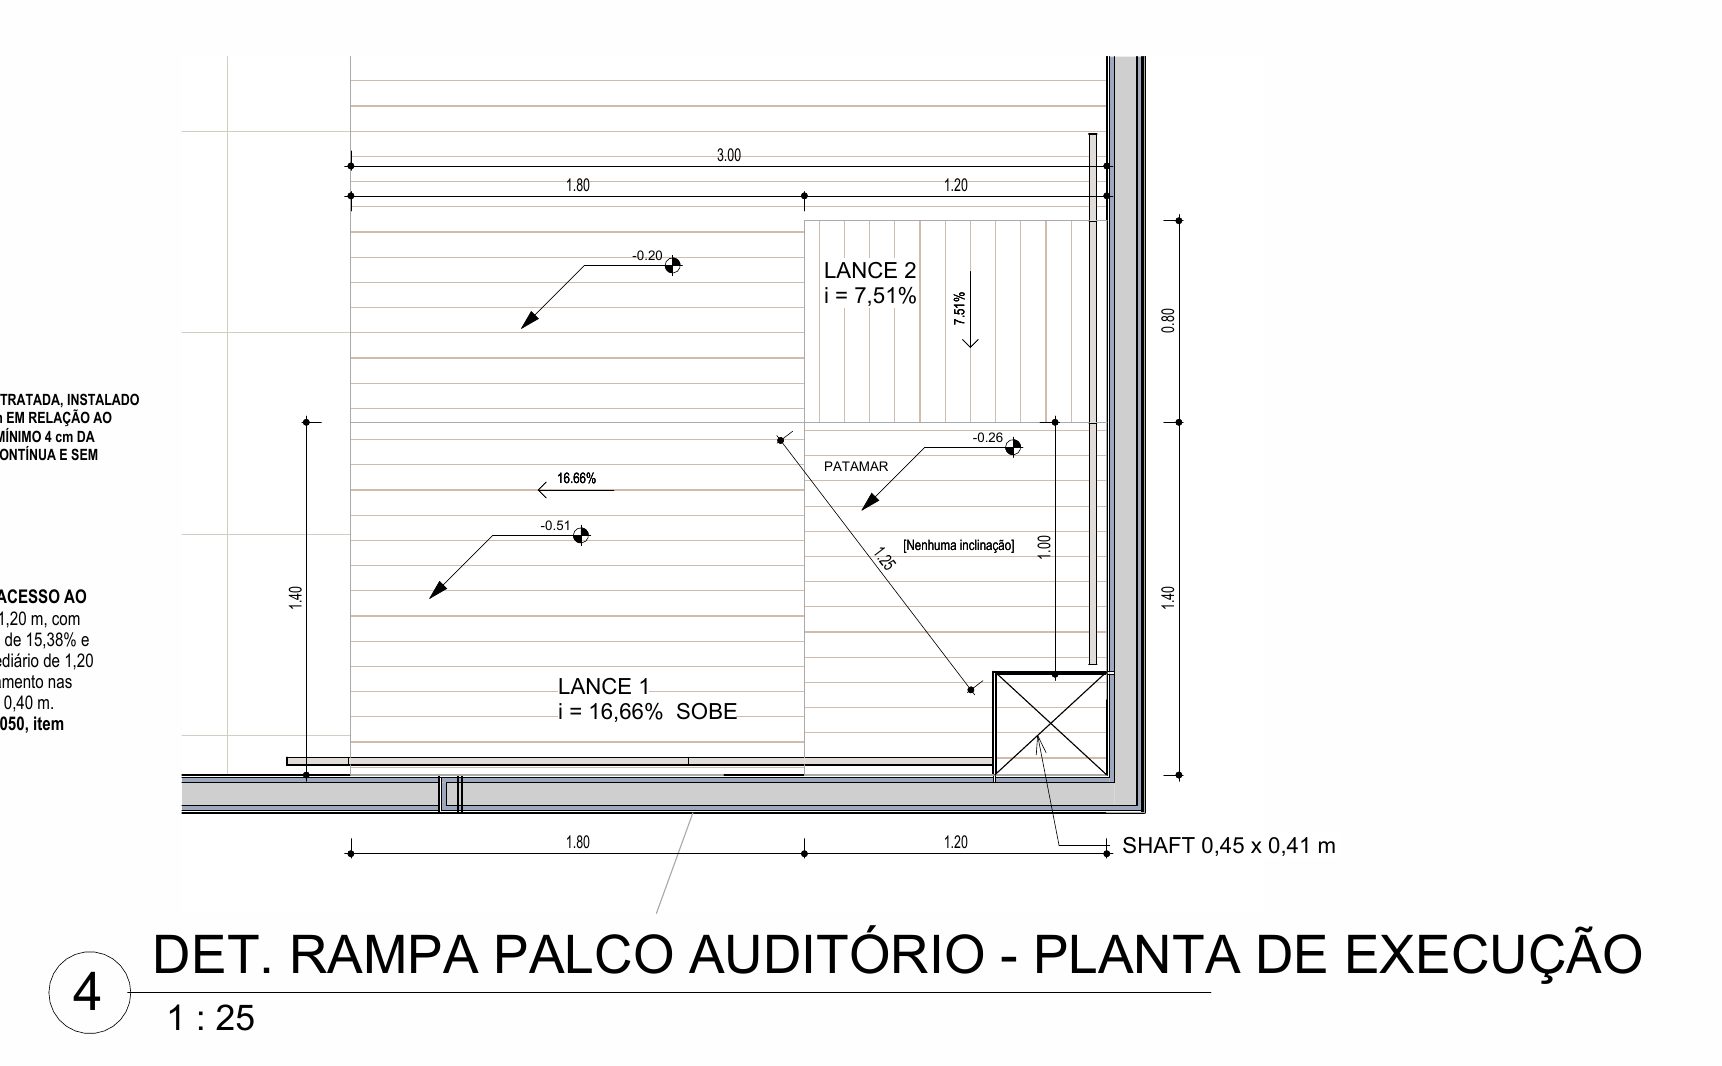 3.00
1.80
1.20
-0.20
LANCE 2
i = 7,51%
7.51%
0.80
TRATADA, INSTALADO
EM RELAÇÃO AO
MÍNIMO 4 cm DA
ONTÍNUA E SEM
-0.26
PATAMAR
16.66%
-0.51
[Nenhuma inclinação]
1.00
1.25
1.40
1.40
ACESSO AO
1,20 m, com
de 15,38% e
ediário de 1,20
amento nas
0,40 m.
050, item
LANCE 1
i = 16,66% SOBE
1.80
1.20
SHAFT 0,45 x 0,41 m
4
DET. RAMPA PALCO AUDITÓRIO - PLANTA DE EXECUÇÃO
1 : 25